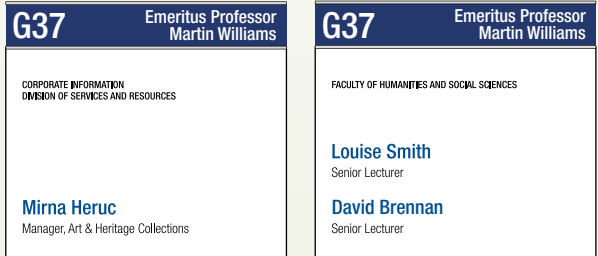 G37
Emeritus Professor
Martin Williams
CORPORATE INFORMATION
DIVISION OF SERVICES AND RESOURCES
Mirna Heruc
Manager, Art & Heritage Collections
G37
Emeritus Professor
Martin Williams
FACULTY OF HUMANITIES AND SOCIAL SCIENCES
Louise Smith
Senior Lecturer
David Brennan
Senior Lecturer